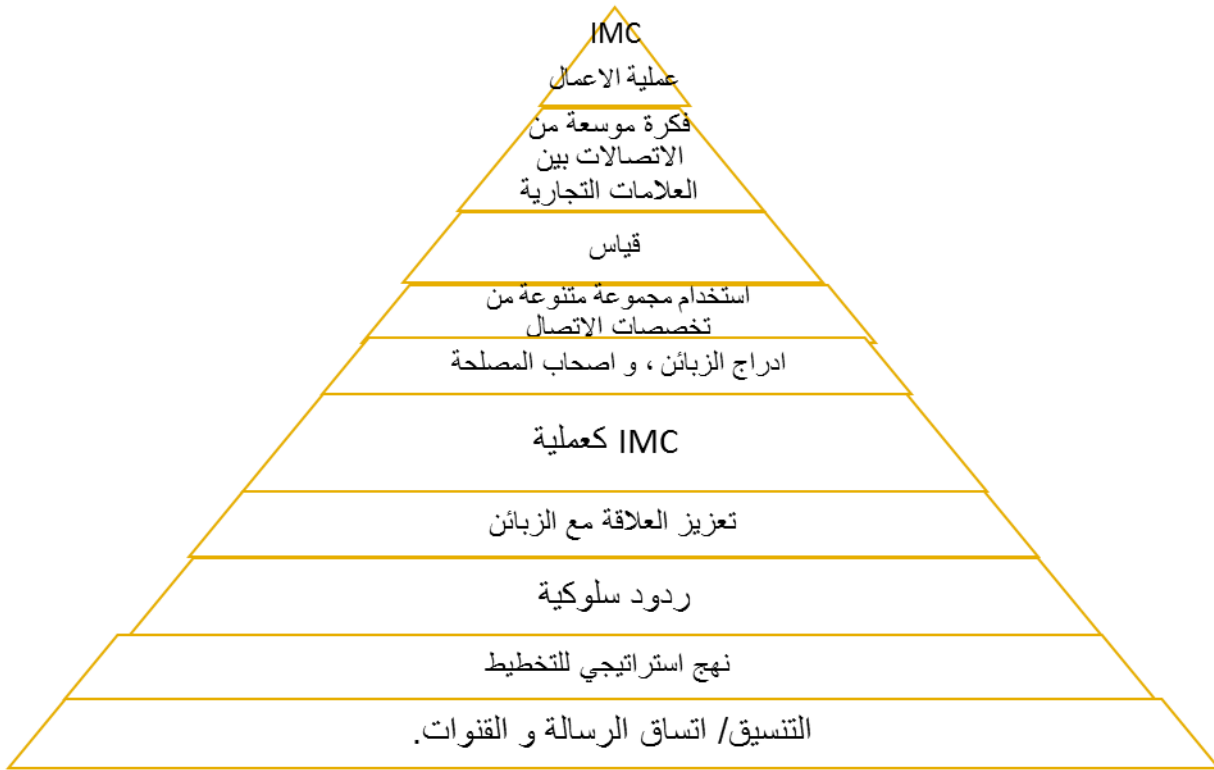 IMC
عملية الاعمال
فكرة موسعة من
الاتصالات بين
العلامات التجارية
قياس
استخدام مجموعة متنوعة من
تخصصات الاتصال
ادراج الزبائن ، و اصحاب المصلحة
IMC كعملية
تعزيز العلاقة مع الزبائن
ردود سلوكية
نهج استراتيجي للتخطيط
التنسيق/ اتساق الرسالة و القنوات.